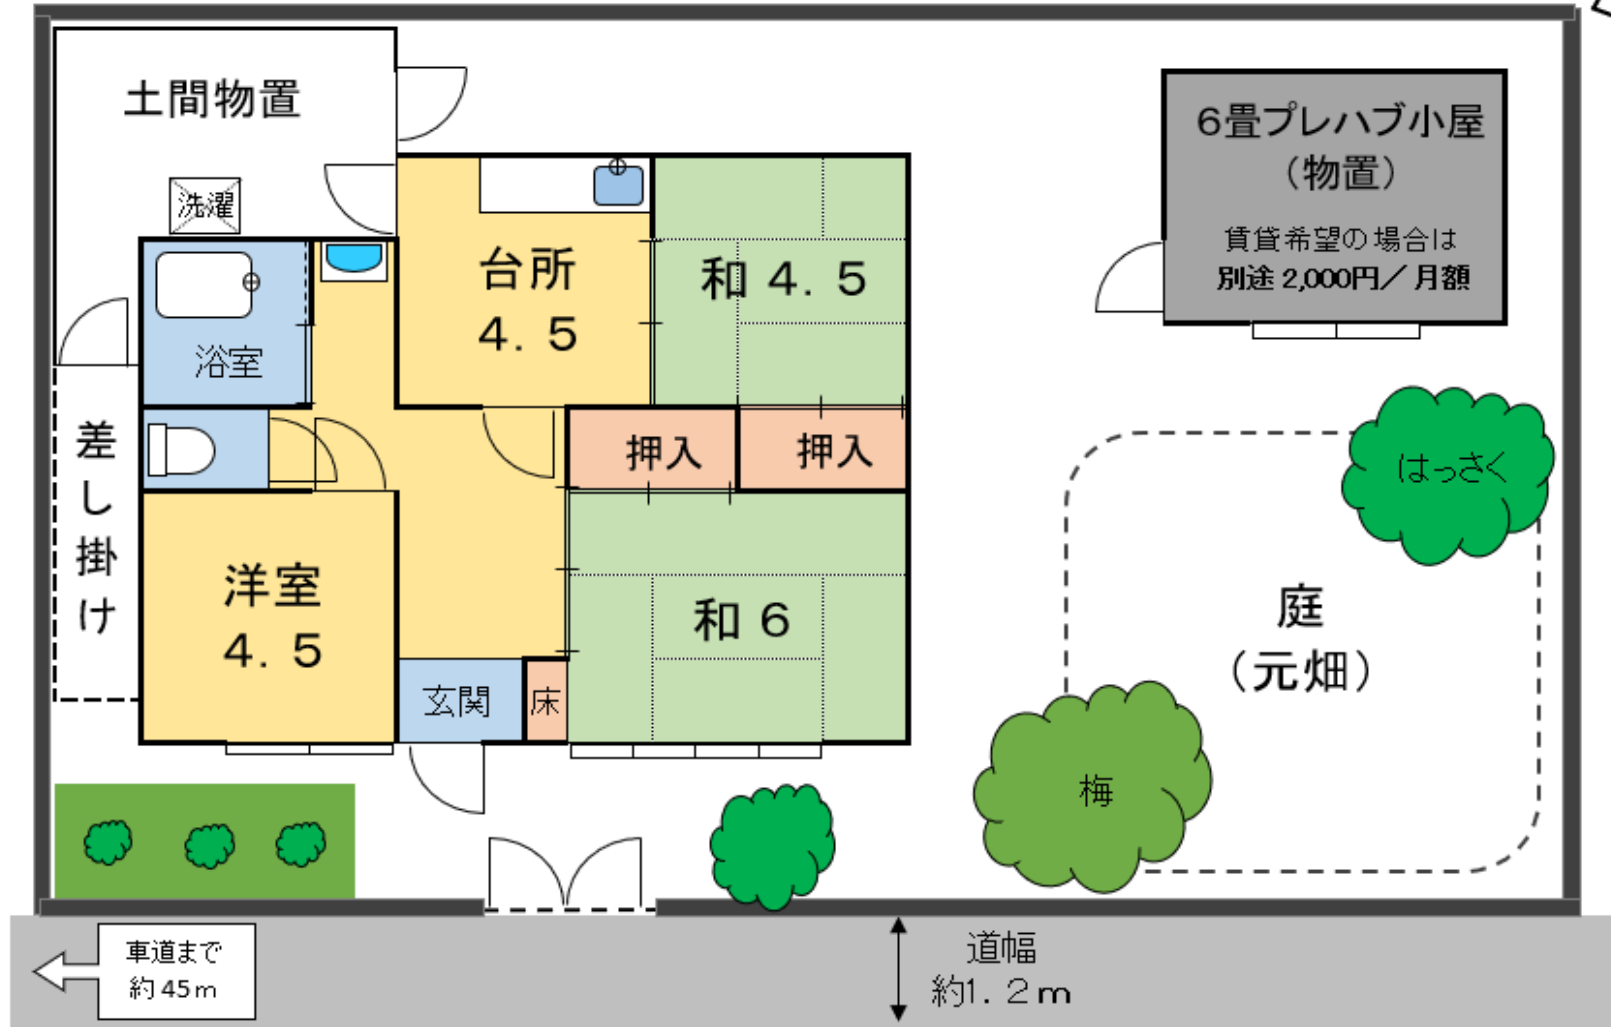 土間物置
洗濯
浴室
台所
4.5
和 4.5
押入
押入
差し掛け
洋室
4.5
和 6
玄関
床
6畳プレハブ小屋
(物置)
賃貸希望の場合は
別途 2,000円／月額
はっさく
庭
(元畑)
梅
車道まで
約 45m
道幅
約1.2m